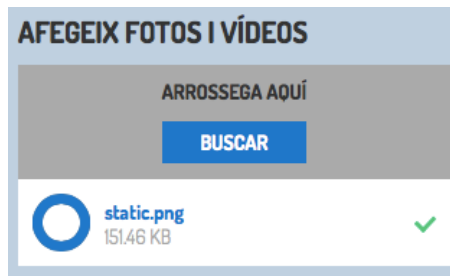 AFEGEIX FOTOS I VÍDEOS
ARROSSEGA AQUÍ
BUSCAR
static.png
151.46 KB